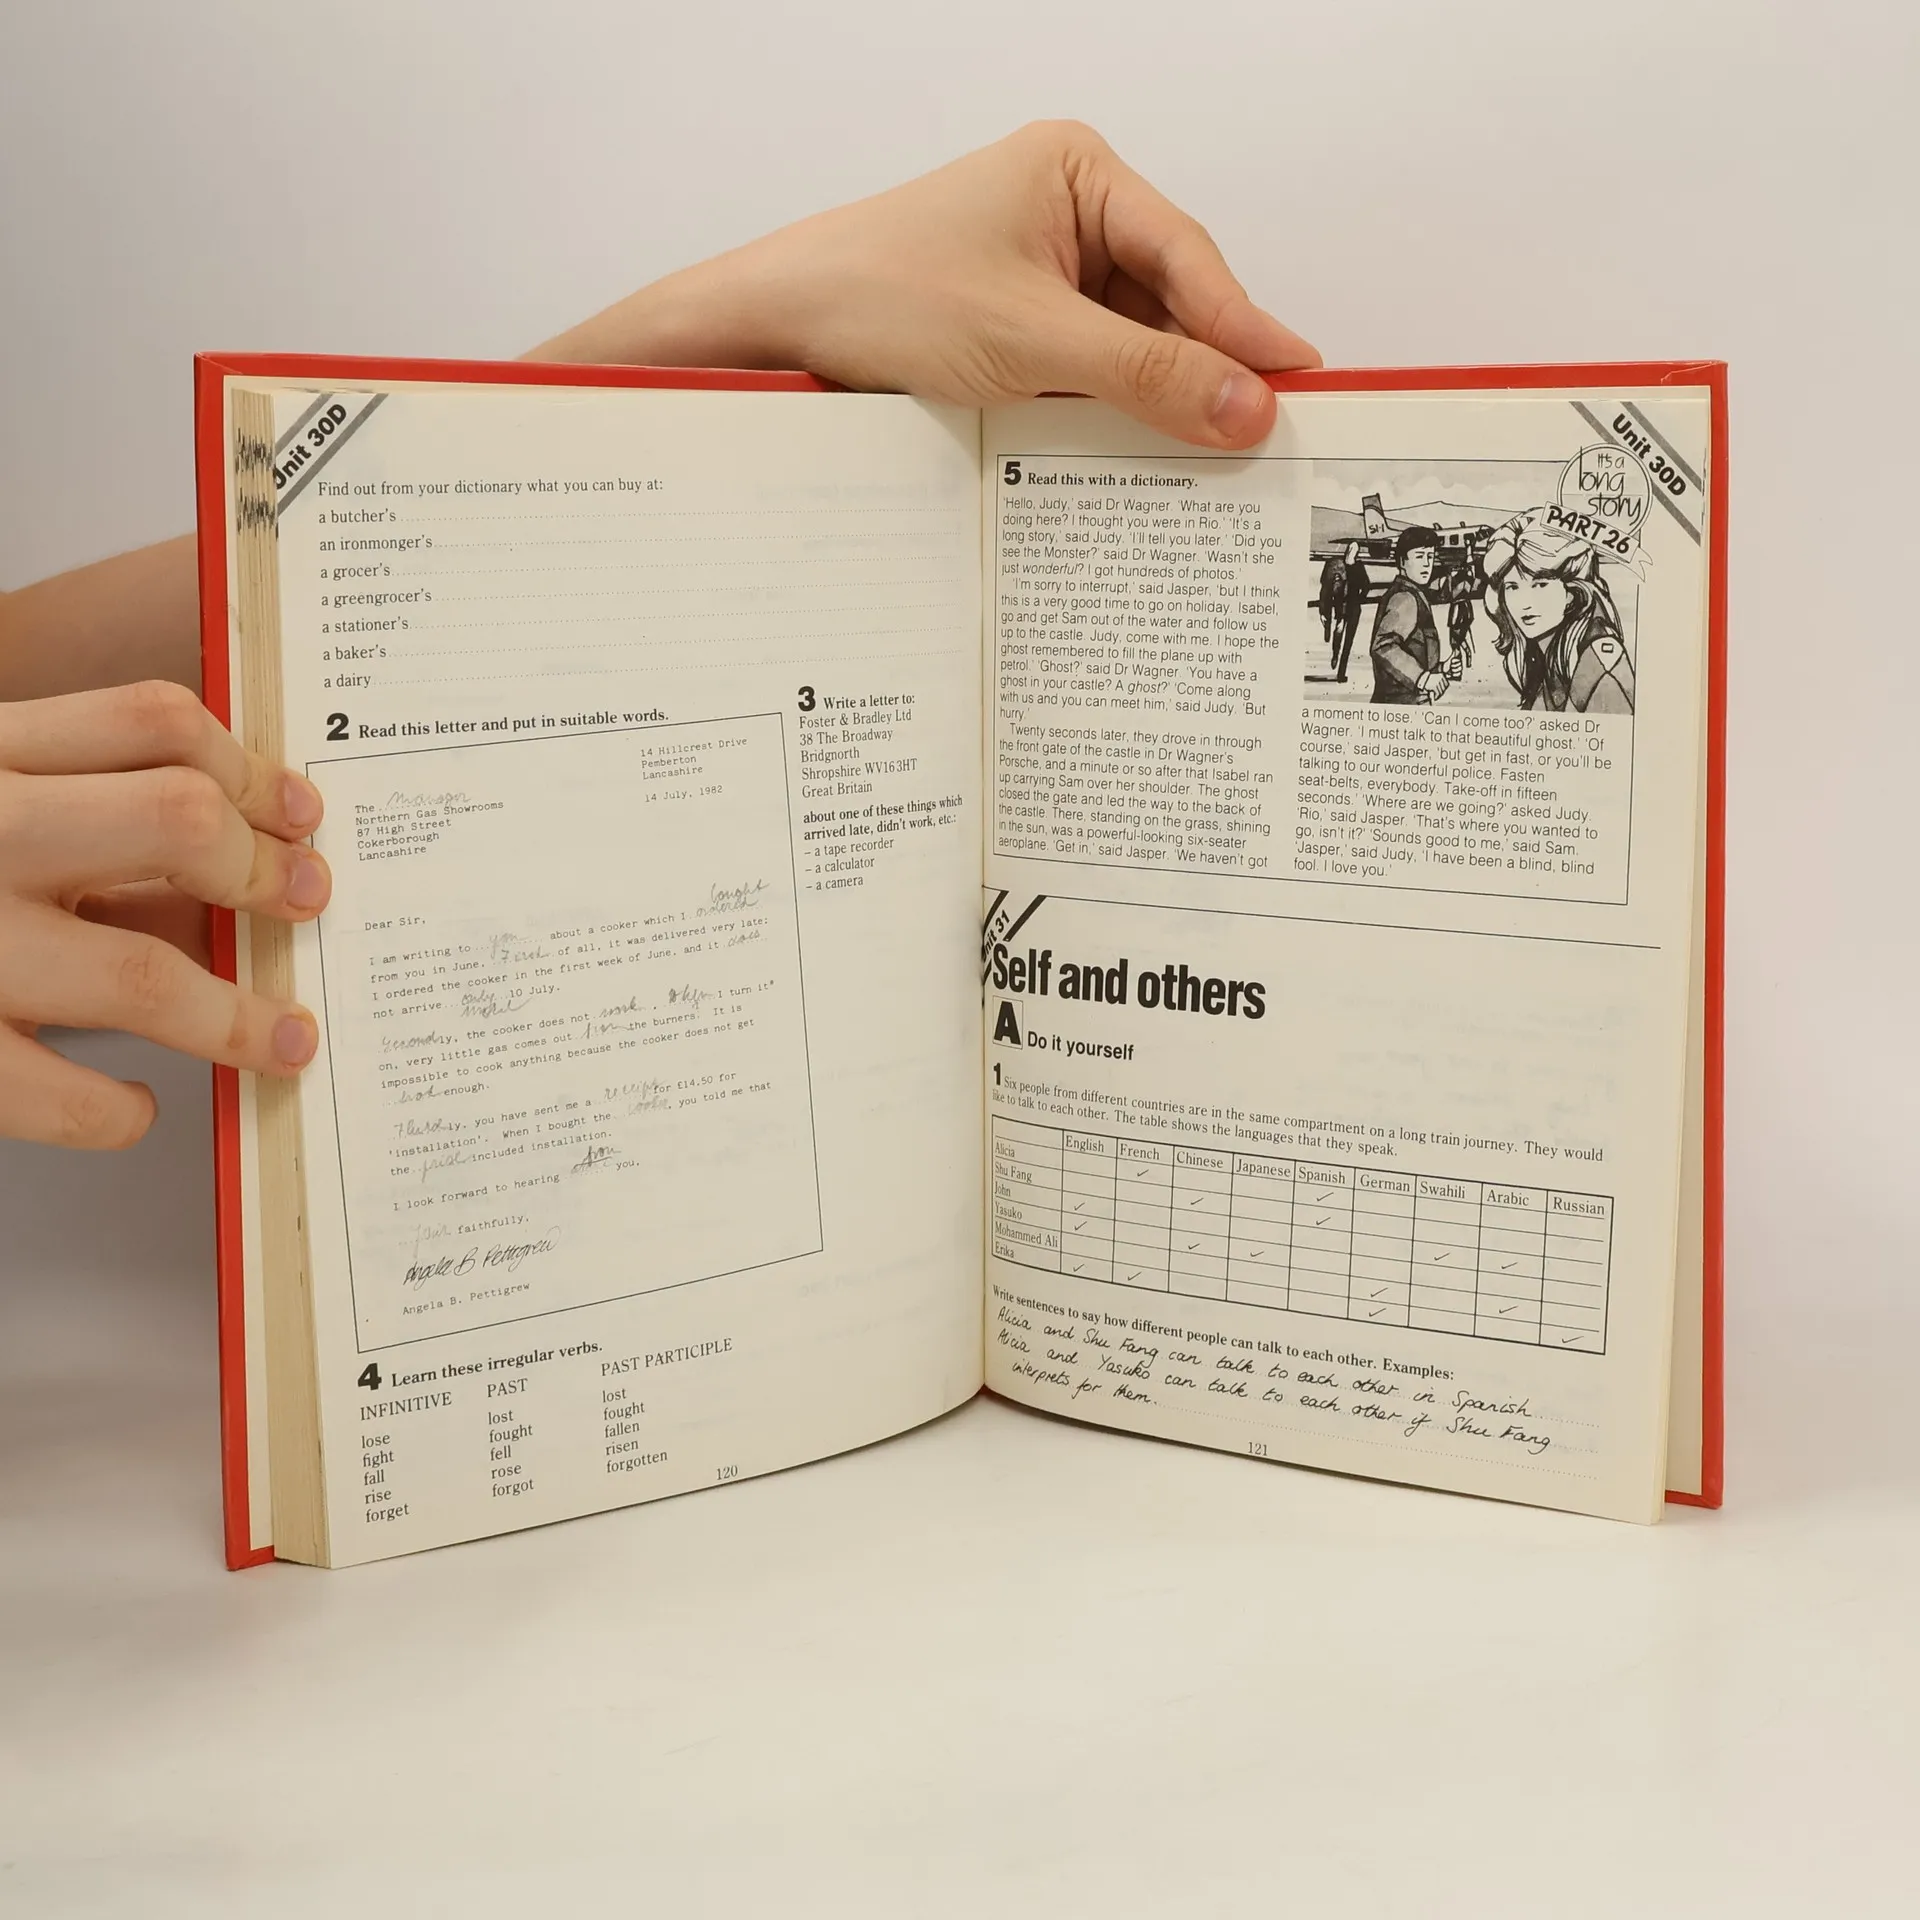 Unit 30D
Find out from your dictionary what you can buy at:
a butcher's
an ironmonger's
a grocer's
a greengrocer's
a stationer's
a baker's
a dairy
2 Read this letter and put in suitable words.
14 Hillcrest Drive
Pemberton
Lancashire
14 July, 1982
The Manager
Northern Gas Showrooms
87 High Street
Cokerborough
Lancashire
Dear Sir,
bought
I am writing to you about a cooker which I ordered
from you in June. First of all, it was delivered very late:
I ordered the cooker in the first week of June, and it does
not arrive only 10 July.
until
Secondly, the cooker does not work. When I turn it
on, very little gas comes out from the burners. It is
impossible to cook anything because the cooker does not get
enough.
ly, you have sent me a receipt for £14.50 for
'installation'. When I bought the cooker, you told me that
the included installation.
I look forward to hearing from you,
faithfully,
Angela B Pettigrew
Angela B. Pettigrew
3 Write a letter to:
Foster & Bradley Ltd
38 The Broadway
Bridgnorth
Shropshire WV16 3HT
Great Britain
about one of these things which
arrived late, didn't work, etc.:
– a tape recorder
– a calculator
– a camera
4 Learn these irregular verbs.
INFINITIVE PAST PAST PARTICIPLE
lose lost lost
fight fought fought
fall fell fallen
rise rose risen
forget forgot forgotten
120
Unit 30D
It's a
long
story
PART 26
SH-1
5 Read this with a dictionary.
'Hello, Judy,' said Dr Wagner. 'What are you
doing here? I thought you were in Rio.' 'It's a
long story,' said Judy. 'I'll tell you later.' 'Did you
see the Monster?' said Dr Wagner. 'Wasn't she
just wonderful? I got hundreds of photos.'
'I'm sorry to interrupt,' said Jasper, 'but I think
this is a very good time to go on holiday. Isabel,
go and get Sam out of the water and follow us
up to the castle. Judy, come with me. I hope the
ghost remembered to fill the plane up with
petrol.' 'Ghost?' said Dr Wagner. 'You have a
ghost in your castle? A ghost?' 'Come along
with us and you can meet him,' said Judy. 'But
hurry.'
Twenty seconds later, they drove in through
the front gate of the castle in Dr Wagner's
Porsche, and a minute or so after that Isabel ran
up carrying Sam over her shoulder. The ghost
closed the gate and led the way to the back of
the castle. There, standing on the grass, shining
in the sun, was a powerful-looking six-seater
aeroplane. 'Get in,' said Jasper. 'We haven't got
a moment to lose.' 'Can I come too?' asked Dr
Wagner. 'I must talk to that beautiful ghost.' 'Of
course,' said Jasper, 'but get in fast, or you'll be
talking to our wonderful police. Fasten
seat-belts, everybody. Take-off in fifteen
seconds.' 'Where are we going?' asked Judy.
'Rio,' said Jasper. 'That's where you wanted to
go, isn't it?' 'Sounds good to me,' said Sam.
'Jasper,' said Judy, 'I have been a blind, blind
fool. I love you.'
Unit 31
Self and others
A Do it yourself
1 Six people from different countries are in the same compartment on a long train journey. They would
like to talk to each other. The table shows the languages that they speak.
English French Chinese Japanese Spanish German Swahili Arabic Russian
Alicia ✓ ✓
Shu Fang ✓ ✓ ✓
John ✓ ✓ ✓
Yasuko ✓ ✓
Mohammed Ali ✓ ✓ ✓
Erika ✓ ✓ ✓
Write sentences to say how different people can talk to each other. Examples:
Alicia and Shu Fang can talk to each other in Spanish
Alicia and Yasuko can talk to each other if Shu Fang
interprets for them.
121